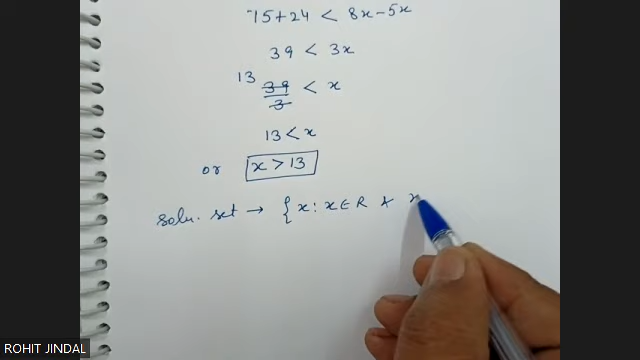 15+24 < 8x-5x
39 < 3x
13
39/3 < x
13 < x
or x > 13
soln. set → { x : x ∈ R & x
ROHIT JINDAL